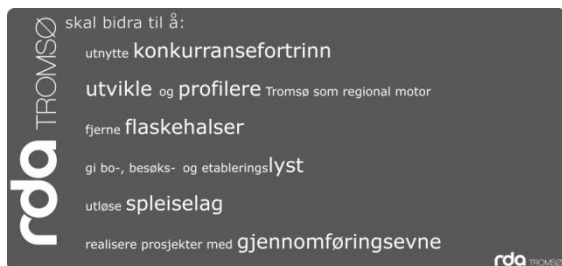 rda TROMSØ
skal bidra til å:
utnytte konkurransefortrinn
utvikle og profilere Tromsø som regional motor
fjerne flaskehalser
gi bo-, besøks- og etableringslyst
utløse spleiselag
realisere prosjekter med gjennomføringsevne
rda TROMSØ